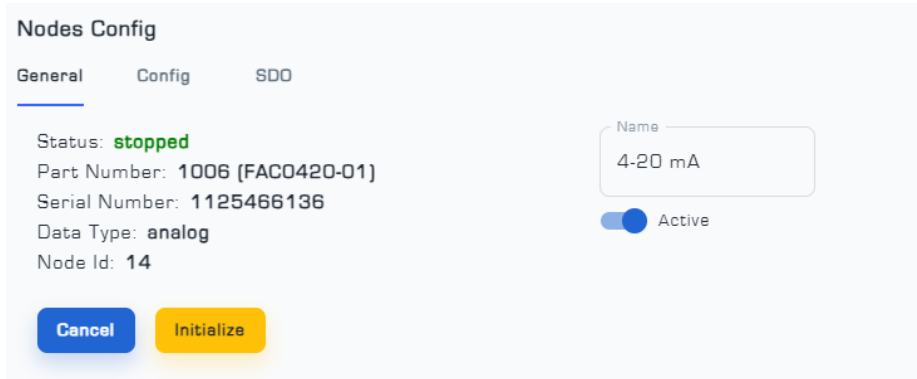 Nodes Config
General Config SDO
Status: stopped
Part Number: 1006 (FAC0420-01)
Serial Number: 1125466136
Data Type: analog
Node Id: 14
Name
4-20 mA
Active
Cancel Initialize